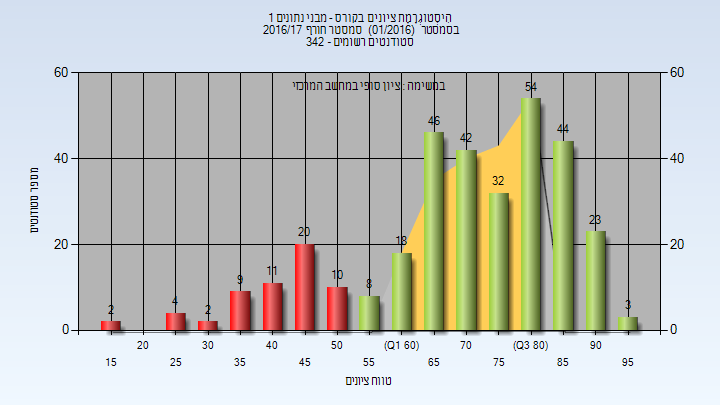 היסטוגרמת ציונים בקורס - מבני נתונים 1
בסמסטר (01/2016) סמסטר חורף 2016/17
סטודנטים רשומים - 342
במשימה : ציון סופי במחשב המרכזי
60 60
40 40
20 20
0 0
מספר סטודנטים
2 4 2 9 11 20 10 8 18 46 42 32 54 44 23 3
20 30 40 50 (Q1 60) 70 (Q3 80) 90
15 25 35 45 55 65 75 85 95
טווח ציונים